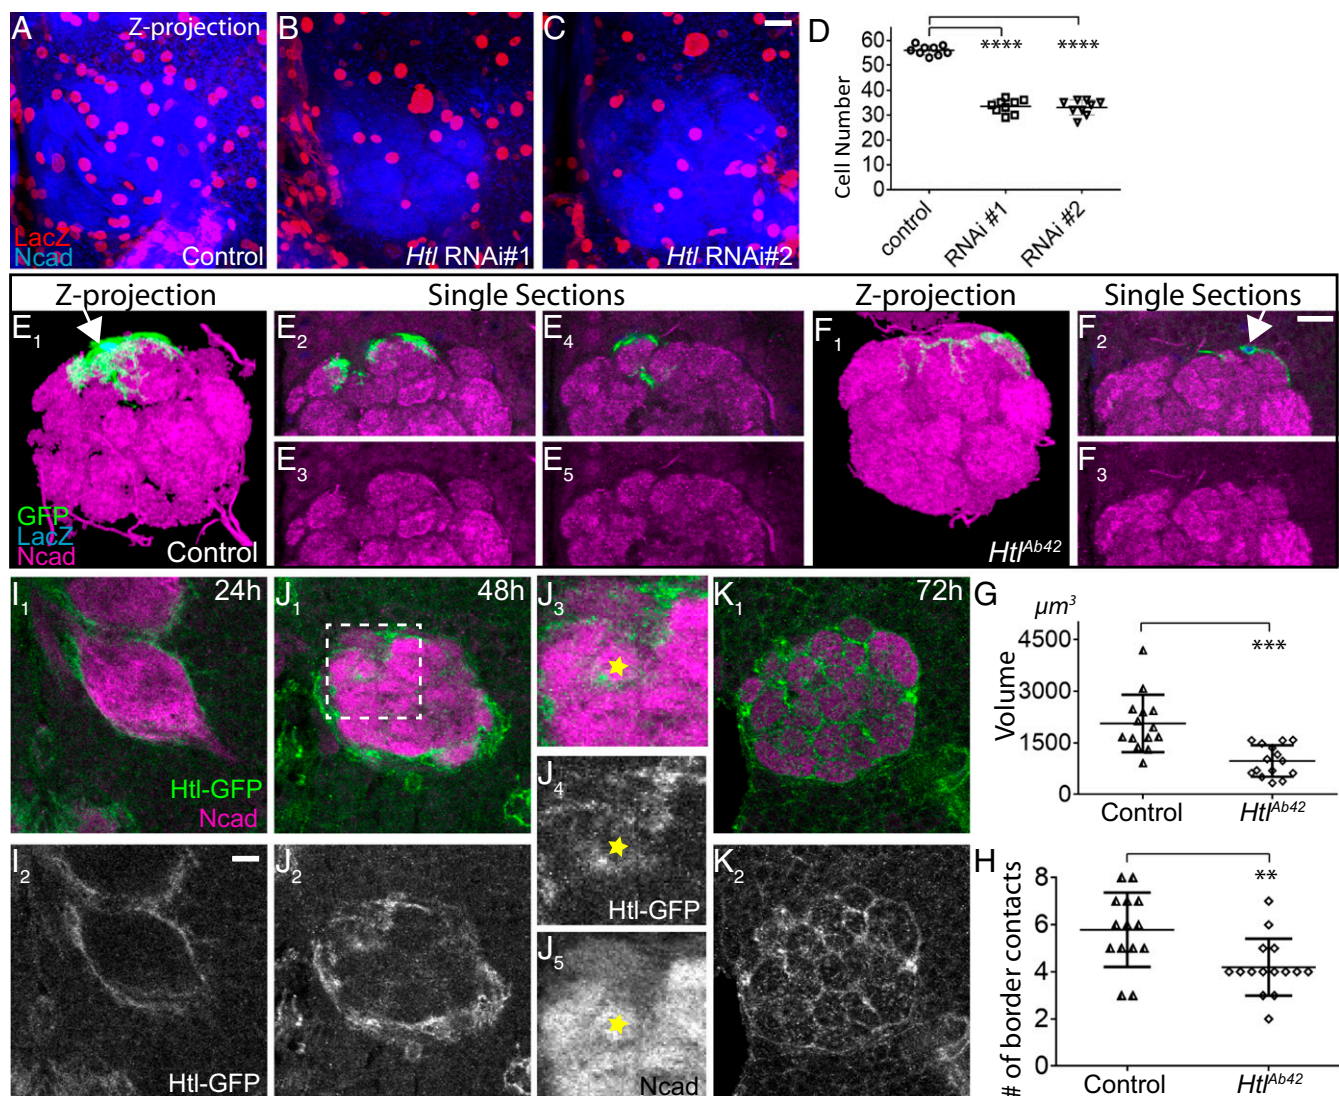 A
Z-projection
LacZ
Ncad
Control
B
Htl RNAi#1
C
Htl RNAi#2
D
Cell Number
60
50
40
30
20
10
0
****
****
control
RNAi #1
RNAi #2
Z-projection
Single Sections
Z-projection
Single Sections
E1
GFP
LacZ
Ncad
Control
E2
E4
E3
E5
F1
HtlAb42
F2
F3
I1
24h
Htl-GFP
Ncad
J1
48h
J3
K1
72h
J4
Htl-GFP
I2
Htl-GFP
J2
J5
Ncad
K2
G
µm3
Volume
4500
3000
1500
0
***
Control
HtlAb42
H
# of border contacts
8
6
4
2
0
**
Control
HtlAb42